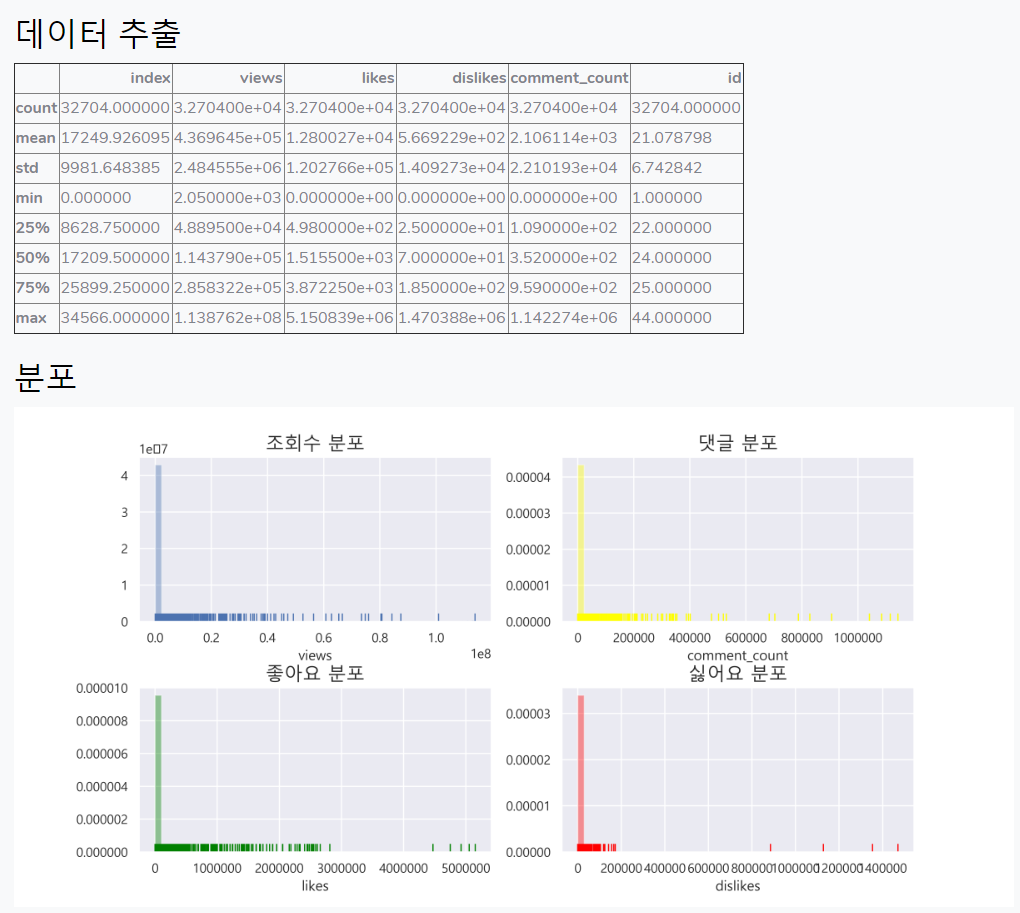 데이터 추출
index views likes dislikes comment_count id
count 32704.000000 3.270400e+04 3.270400e+04 3.270400e+04 3.270400e+04 32704.000000
mean 17249.926095 4.369645e+05 1.280027e+04 5.669229e+02 2.106114e+03 21.078798
std 9981.648385 2.484555e+06 1.202766e+05 1.409273e+04 2.210193e+04 6.742842
min 0.000000 2.050000e+03 0.000000e+00 0.000000e+00 0.000000e+00 1.000000
25% 8628.750000 4.889500e+04 4.980000e+02 2.500000e+01 1.090000e+02 22.000000
50% 17209.500000 1.143790e+05 1.515500e+03 7.000000e+01 3.520000e+02 24.000000
75% 25899.250000 2.858322e+05 3.872250e+03 1.850000e+02 9.590000e+02 25.000000
max 34566.000000 1.138762e+08 5.150839e+06 1.470388e+06 1.142274e+06 44.000000
분포
조회수 분포
1e▯7
4
3
2
1
0
0.0 0.2 0.4 0.6 0.8 1.0
views
1e8
댓글 분포
0.00004
0.00003
0.00002
0.00001
0.00000
0 200000 400000 600000 800000 1000000
comment_count
좋아요 분포
0.000010
0.000008
0.000006
0.000004
0.000002
0.000000
0 1000000 2000000 3000000 4000000 5000000
likes
싫어요 분포
0.00003
0.00002
0.00001
0.00000
0 200000 400000 600000 800000 1000000 1200000 1400000
dislikes